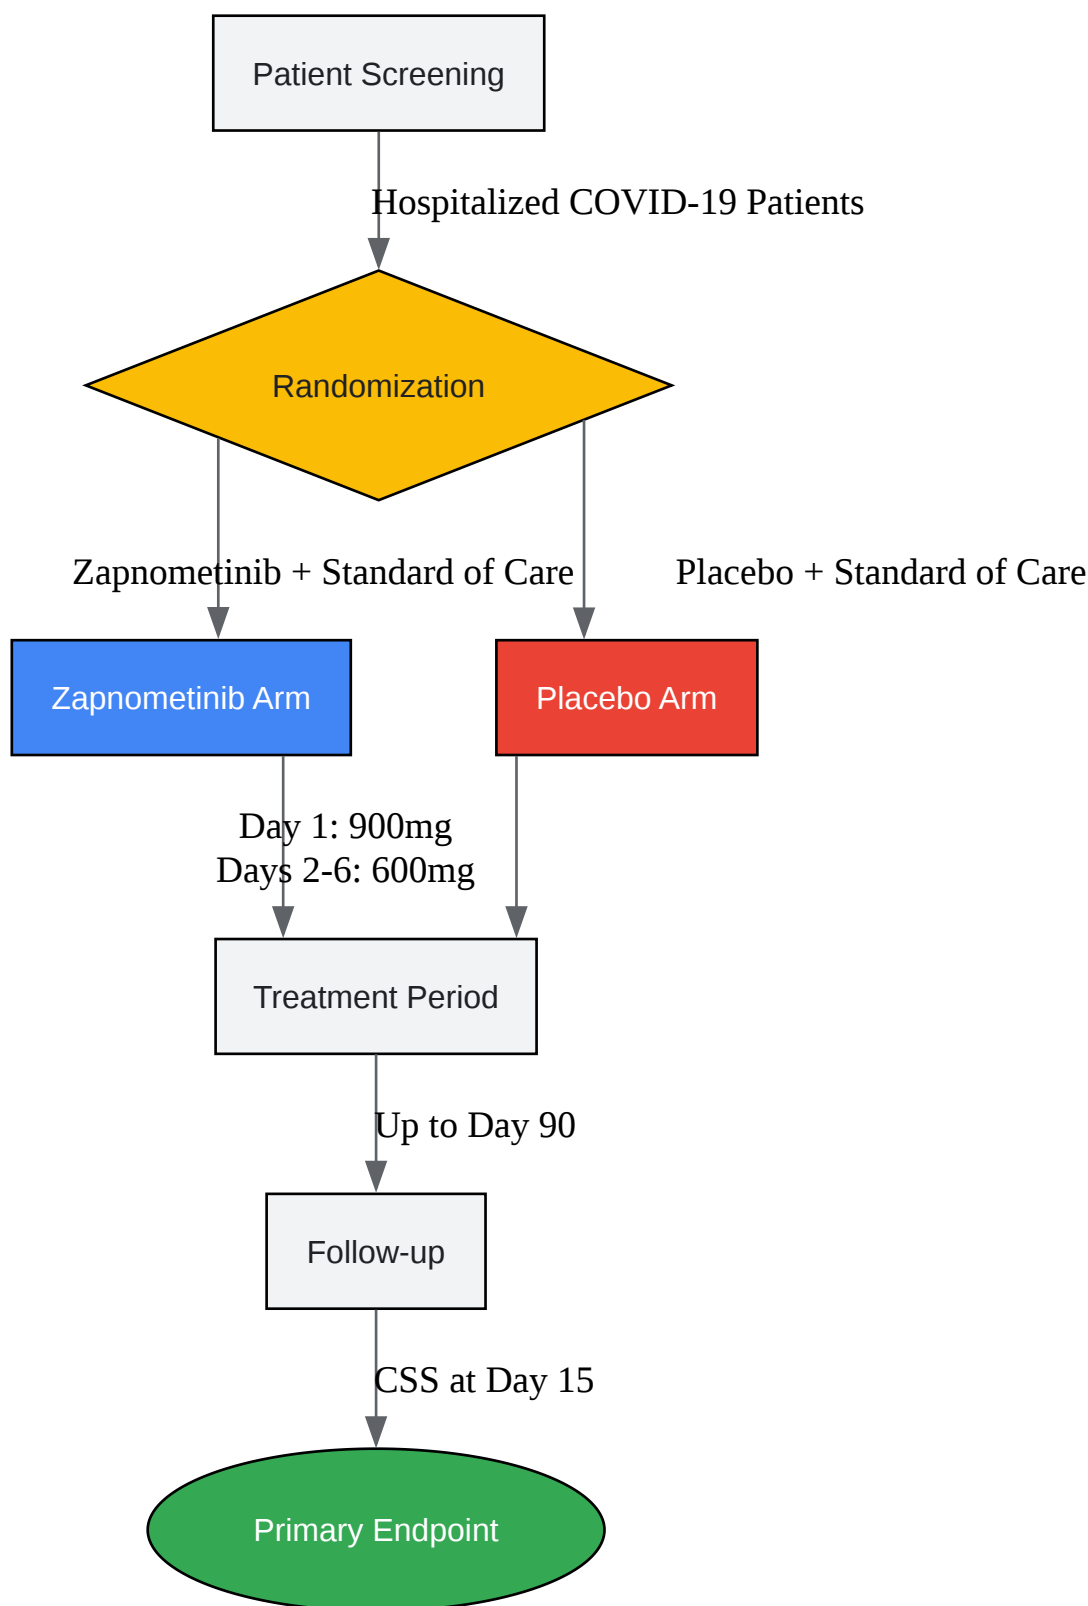 Patient Screening
Hospitalized COVID-19 Patients
Randomization
Zapnometinib + Standard of Care
Placebo + Standard of Care
Zapnometinib Arm
Placebo Arm
Day 1: 900mg
Days 2-6: 600mg
Treatment Period
Up to Day 90
Follow-up
CSS at Day 15
Primary Endpoint